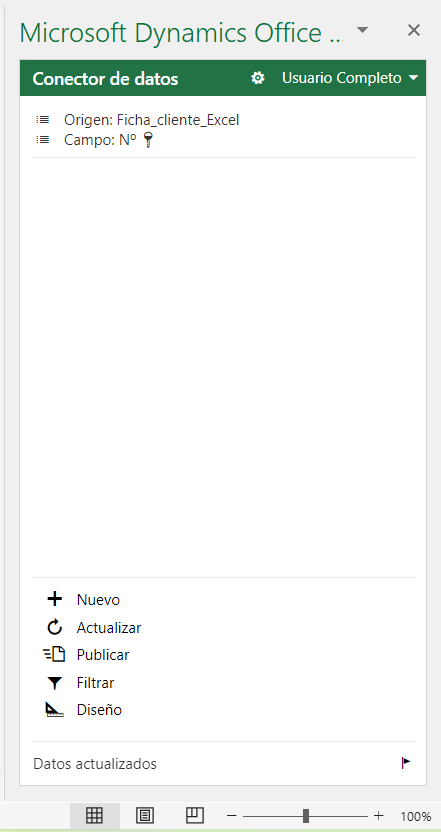 Microsoft Dynamics Office ..
Conector de datos
Usuario Completo
Origen: Ficha_cliente_Excel
Campo: Nº
Nuevo
Actualizar
Publicar
Filtrar
Diseño
Datos actualizados
100%